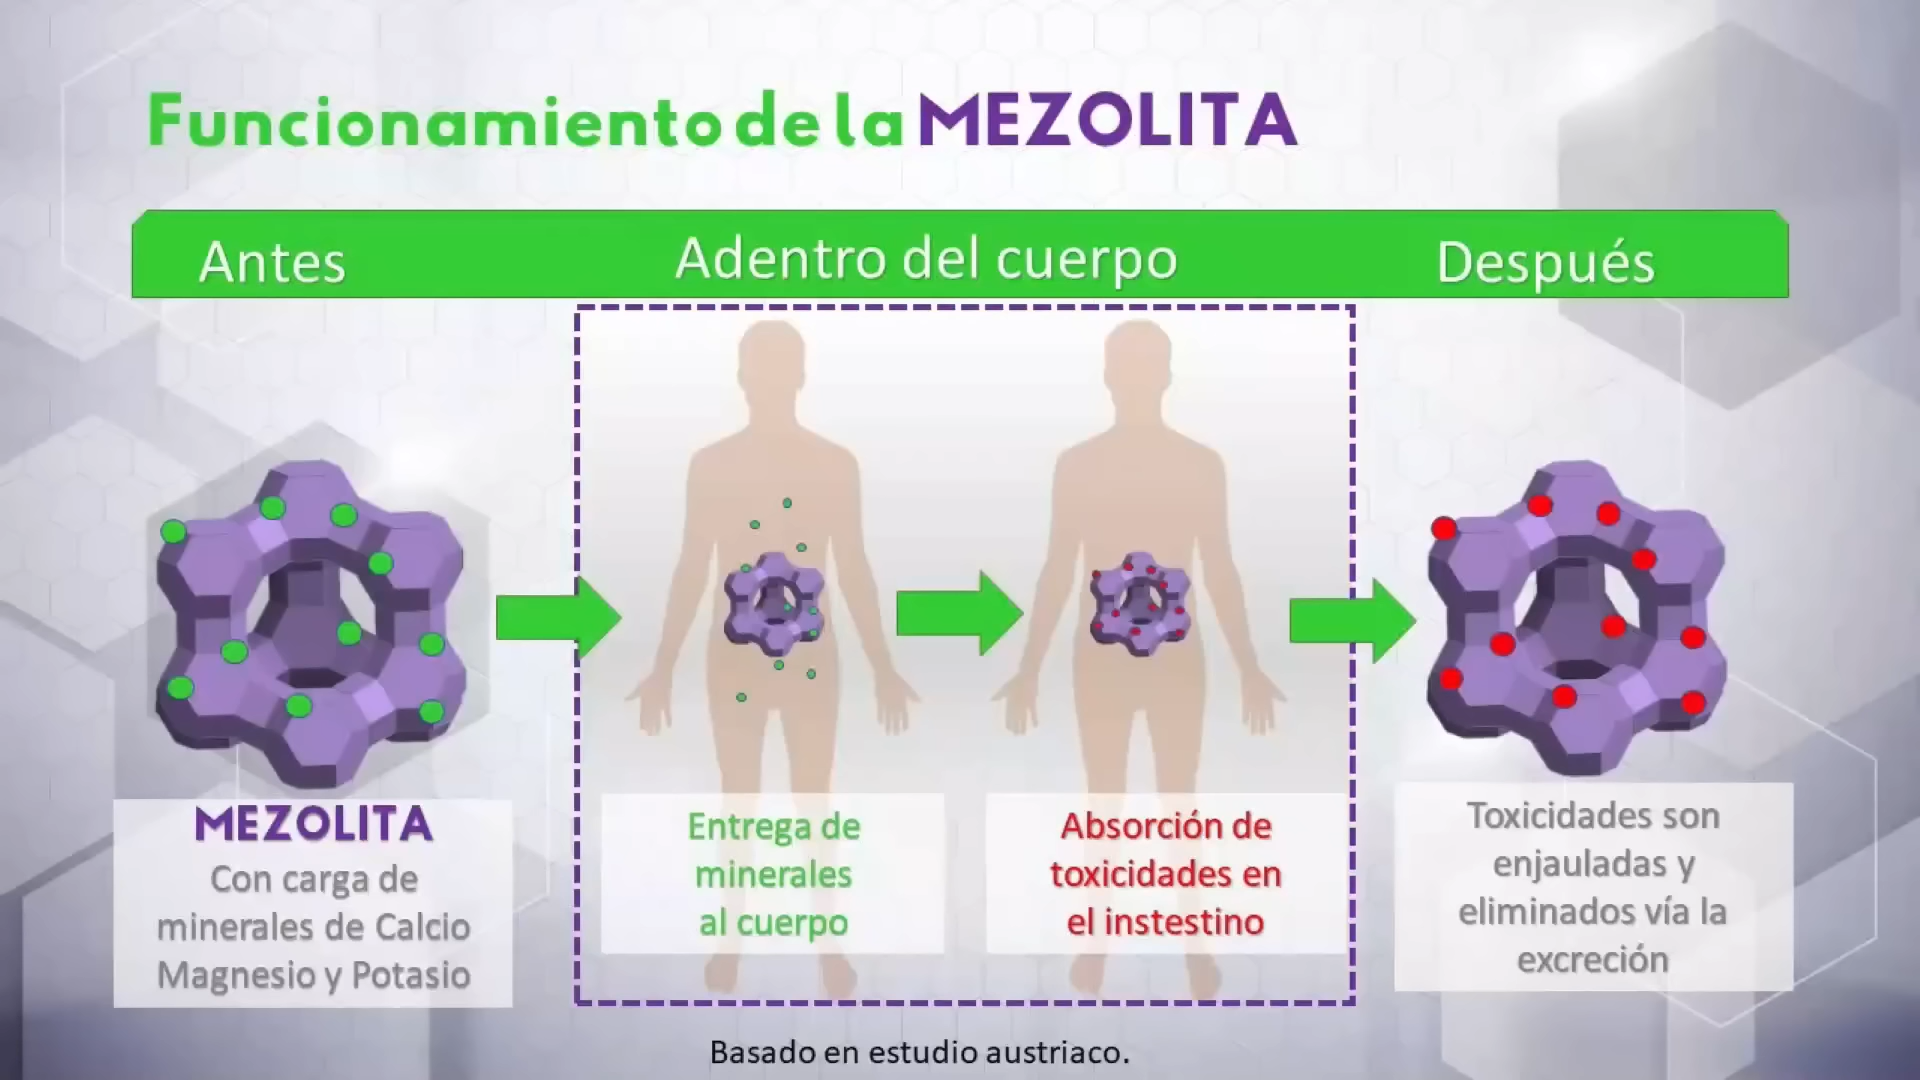 Funcionamiento de la MEZOLITA
Antes
Adentro del cuerpo
Después
MEZOLITA
Con carga de
minerales de Calcio
Magnesio y Potasio
Entrega de
minerales
al cuerpo
Absorción de
toxicidades en
el instestino
Toxicidades son
enjauladas y
eliminados vía la
excreción
Basado en estudio austriaco.